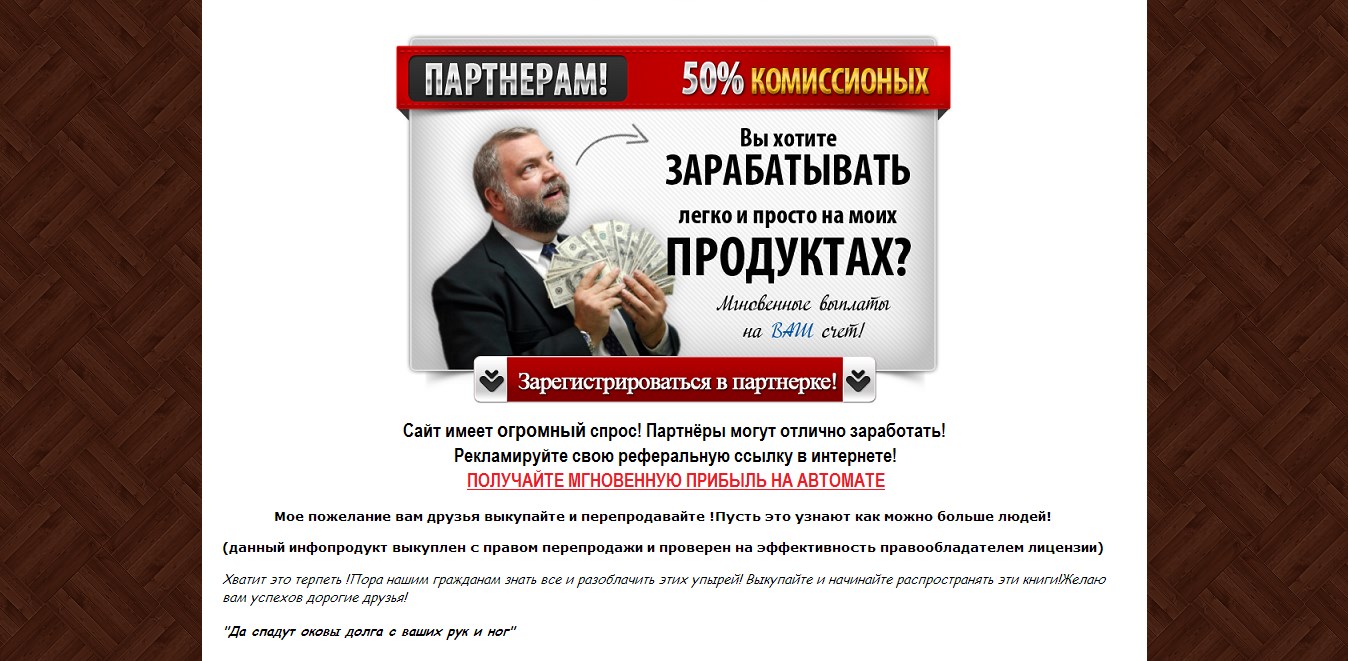 ПАРТНЕРАМ!
50% КОМИССИОНЫХ
Вы хотите
ЗАРАБАТЫВАТЬ
легко и просто на моих
ПРОДУКТАХ?
Мгновенные выплаты
на ВАШ счет!
Зарегистрироваться в партнерке!
Сайт имеет огромный спрос! Партнёры могут отлично заработать!
Рекламируйте свою реферальную ссылку в интернете!
ПОЛУЧАЙТЕ МГНОВЕННУЮ ПРИБЫЛЬ НА АВТОМАТЕ
Мое пожелание вам друзья выкупайте и перепродавайте !Пусть это узнают как можно больше людей!
(данный инфопродукт выкуплен с правом перепродажи и проверен на эффективность правообладателем лицензии)
Хватит это терпеть !Пора нашим гражданам знать все и разоблачить этих упырей! Выкупайте и начинайте распространять эти книги!Желаю
вам успехов дорогие друзья!
"Да спадут оковы долга с ваших рук и ног"